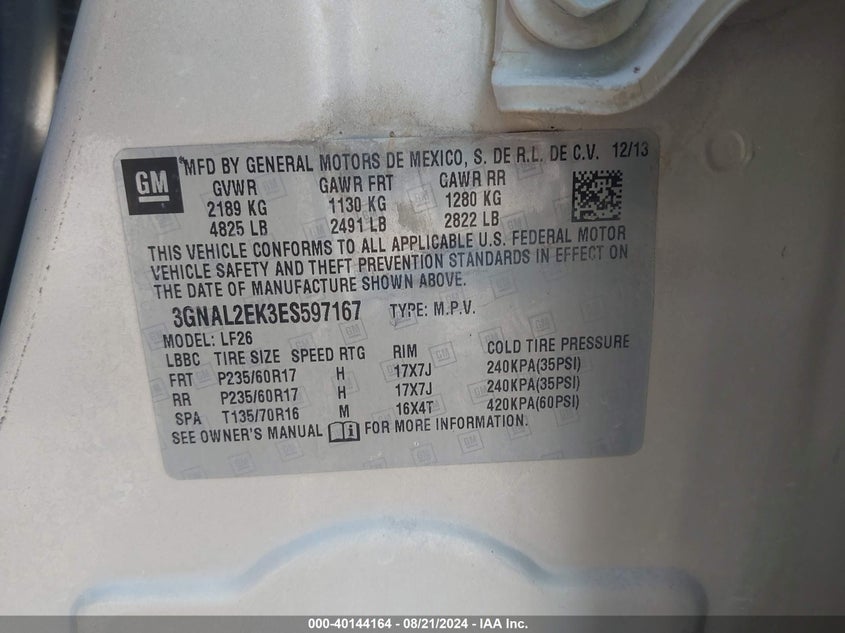 GM
*MFD BY GENERAL MOTORS DE MEXICO, S. DE R.L. DE C.V. 12/13
GVWR GAWR FRT GAWR RR
2189 KG 1130 KG 1280 KG
4825 LB 2491 LB 2822 LB
THIS VEHICLE CONFORMS TO ALL APPLICABLE U.S. FEDERAL MOTOR
VEHICLE SAFETY AND THEFT PREVENTION STANDARDS IN EFFECT ON
THE DATE OF MANUFACTURE SHOWN ABOVE.
3GNAL2EK3ES597167 TYPE: M.P.V.
MODEL: LF26
LBBC TIRE SIZE SPEED RTG RIM COLD TIRE PRESSURE
FRT P235/60R17 H 17X7J 240KPA(35PSI)
RR P235/60R17 H 17X7J 240KPA(35PSI)
SPA T135/70R16 M 16X4T 420KPA(60PSI)
SEE OWNER'S MANUAL FOR MORE INFORMATION.
000-40144164 - 08/21/2024 - IAA Inc.